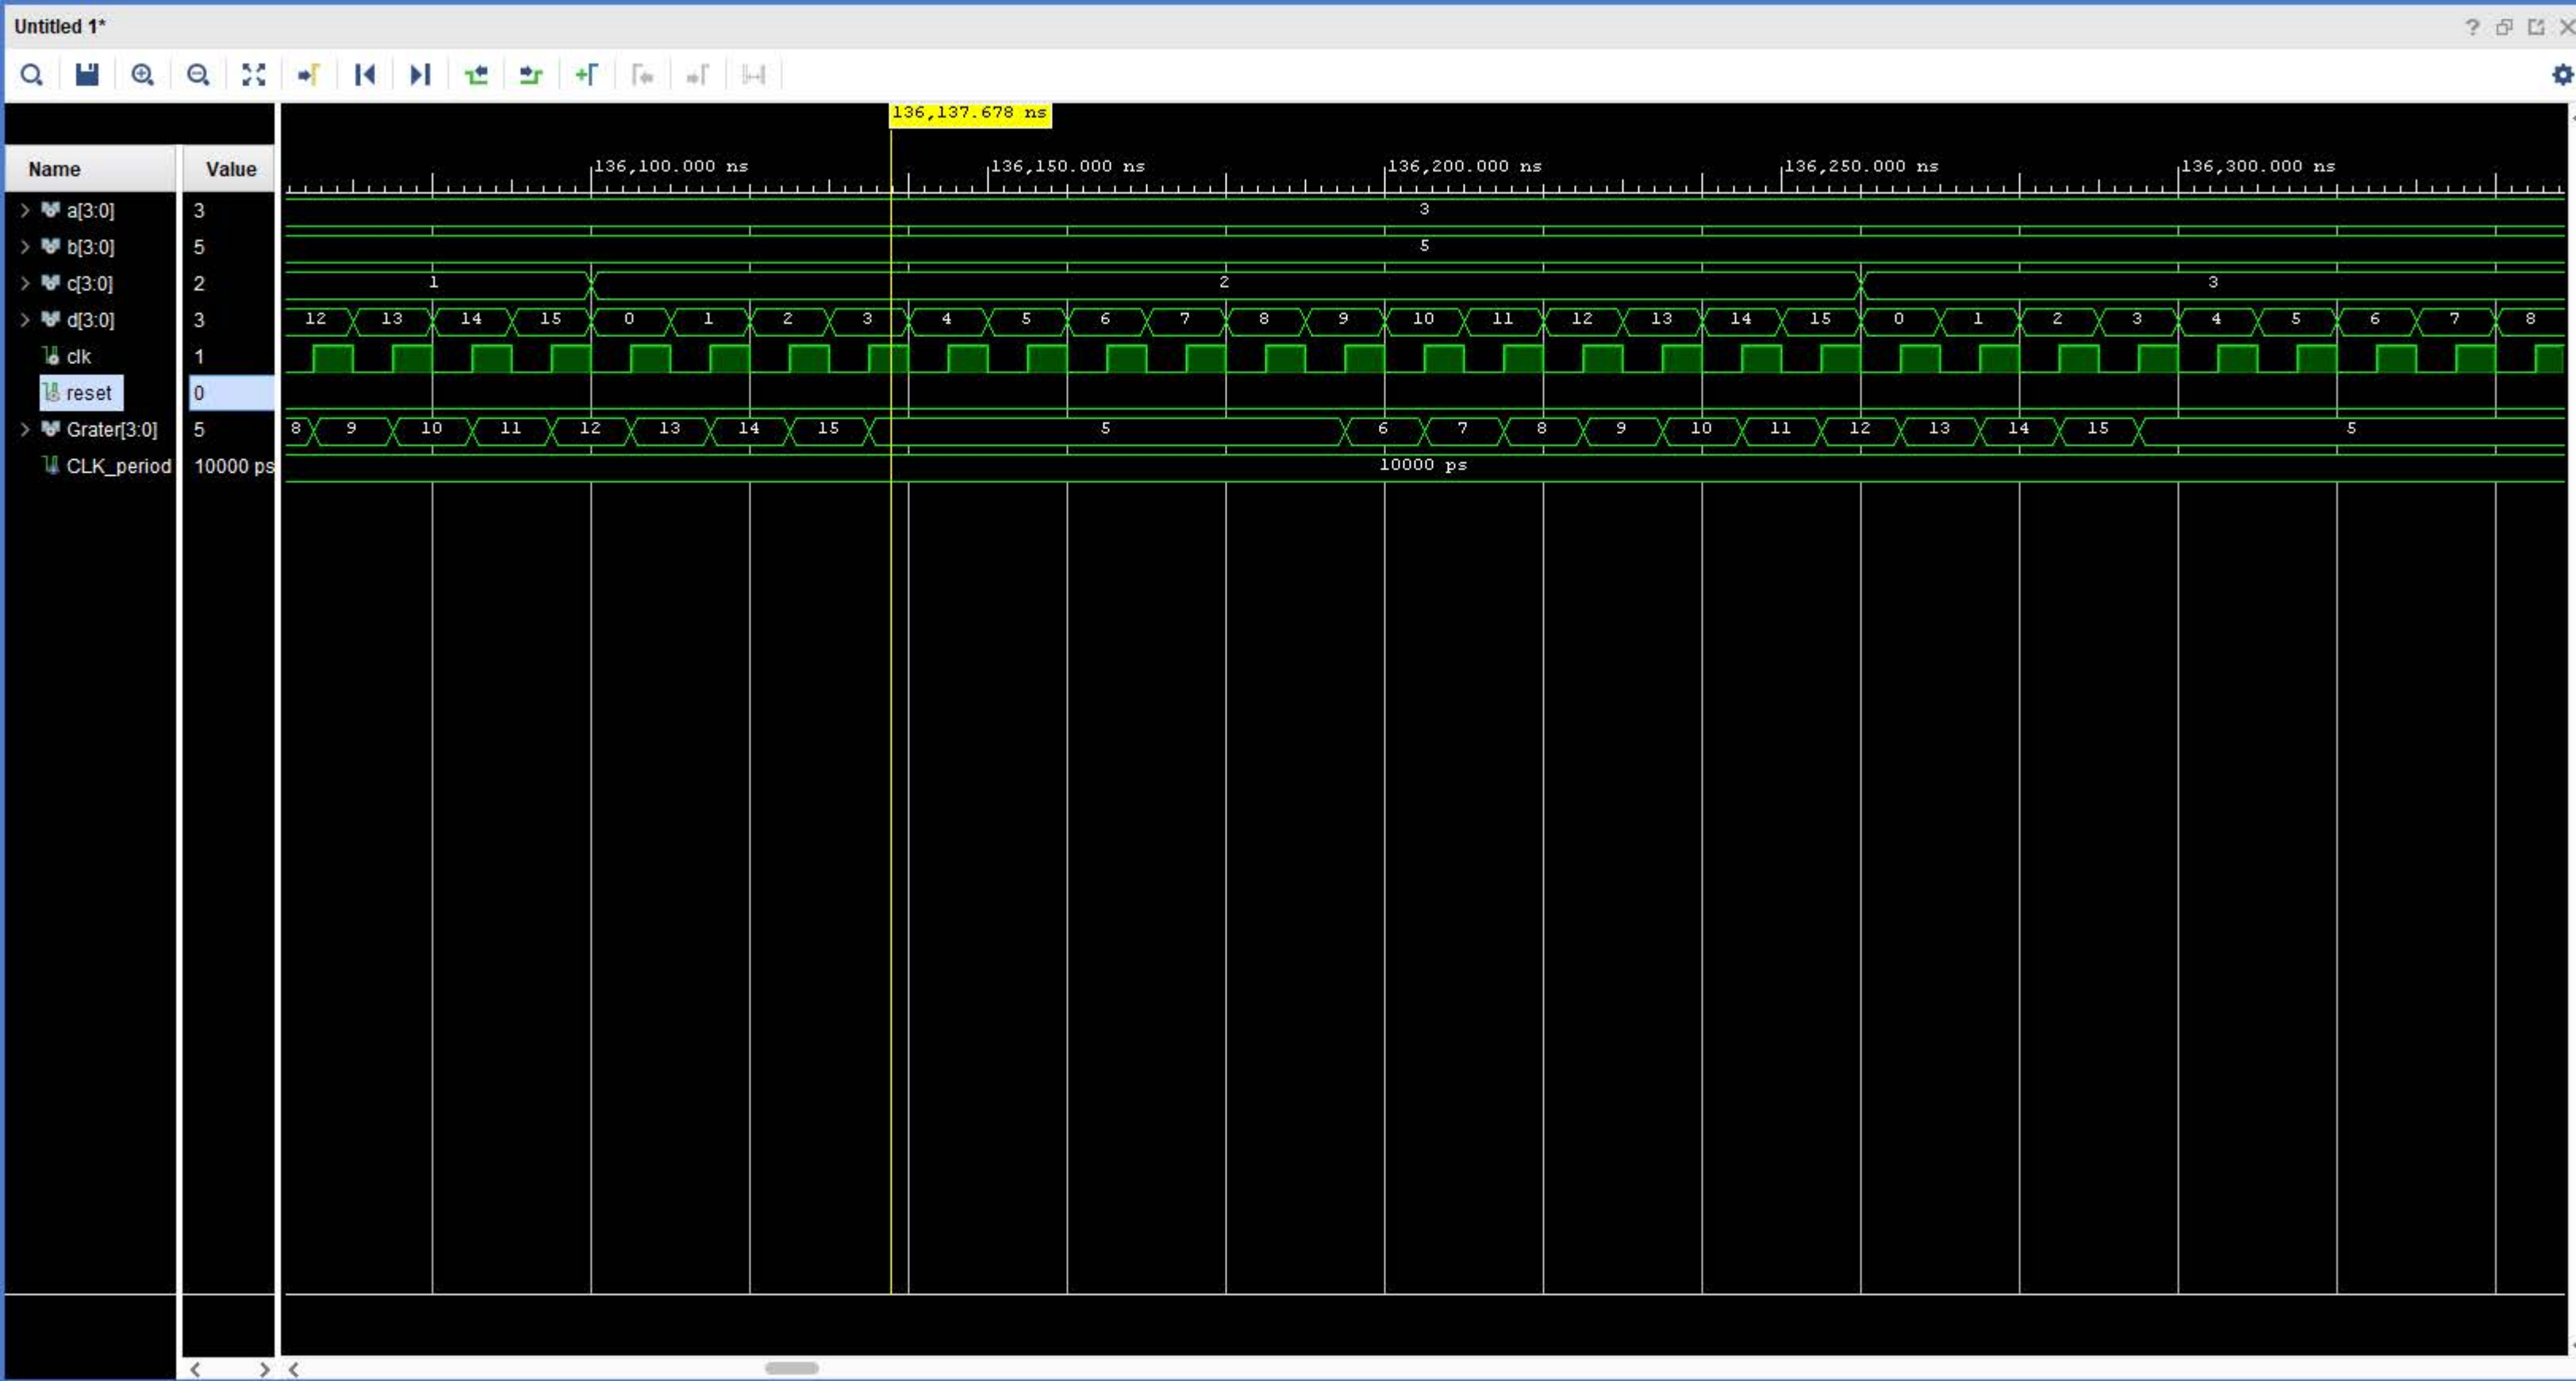 Untitled 1*
?
136,137.678 ns
Name Value 136,100.000 ns 136,150.000 ns 136,200.000 ns 136,250.000 ns 136,300.000 ns
a[3:0] 3 3
b[3:0] 5 5
c[3:0] 2 1 2 3
d[3:0] 3 12 13 14 15 0 1 2 3 4 5 6 7 8 9 10 11 12 13 14 15 0 1 2 3 4 5 6 7 8
clk 1
reset 0
Grater[3:0] 5 8 9 10 11 12 13 14 15 5 6 7 8 9 10 11 12 13 14 15 5
CLK_period 10000 ps 10000 ps